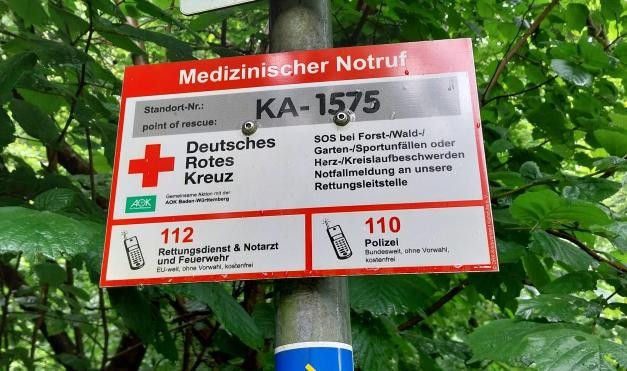 Medizinischer Notruf
Standort-Nr.:
point of rescue:
KA-1575
Deutsches
Rotes
Kreuz
SOS bei Forst-/Wald-/
Garten-/Sportunfällen oder
Herz-/Kreislaufbeschwerden
Notfallmeldung an unsere
Rettungsleitstelle
AOK
Gemeinsame Aktion mit der
AOK Baden-Württemberg
112
Rettungsdienst & Notarzt
und Feuerwehr
EU-weit, ohne Vorwahl, kostenfrei
110
Polizei
Bundesweit, ohne Vorwahl,
kostenfrei